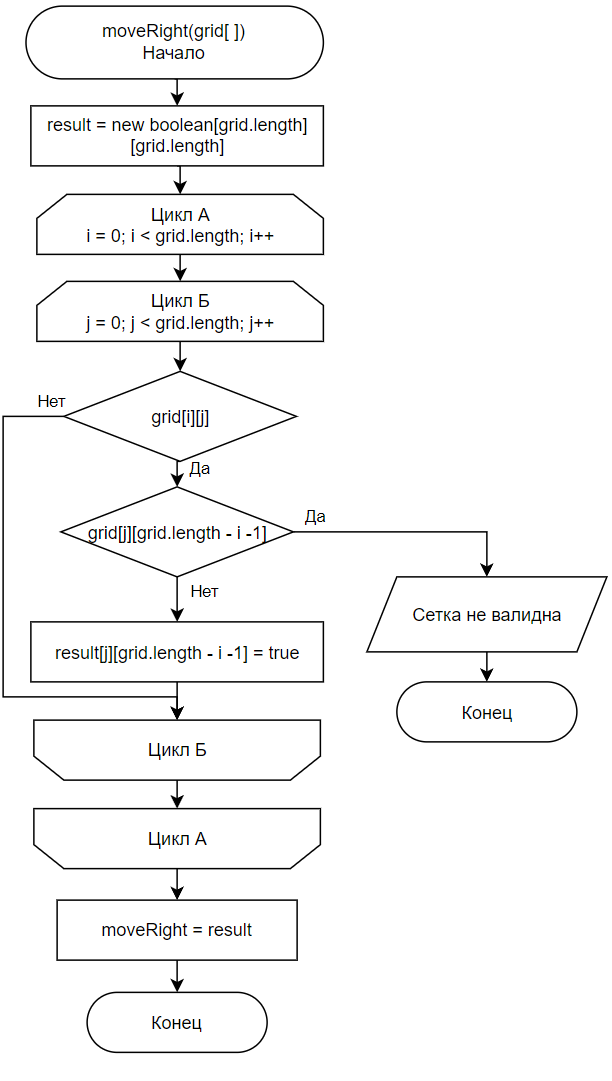 moveRight(grid[ ])
Начало
result = new boolean[grid.length]
[grid.length]
Цикл А
i = 0; i < grid.length; i++
Цикл Б
j = 0; j < grid.length; j++
Нет
grid[i][j]
Да
grid[j][grid.length - i -1]
Да
Нет
Сетка не валидна
result[j][grid.length - i -1] = true
Конец
Цикл Б
Цикл А
moveRight = result
Конец